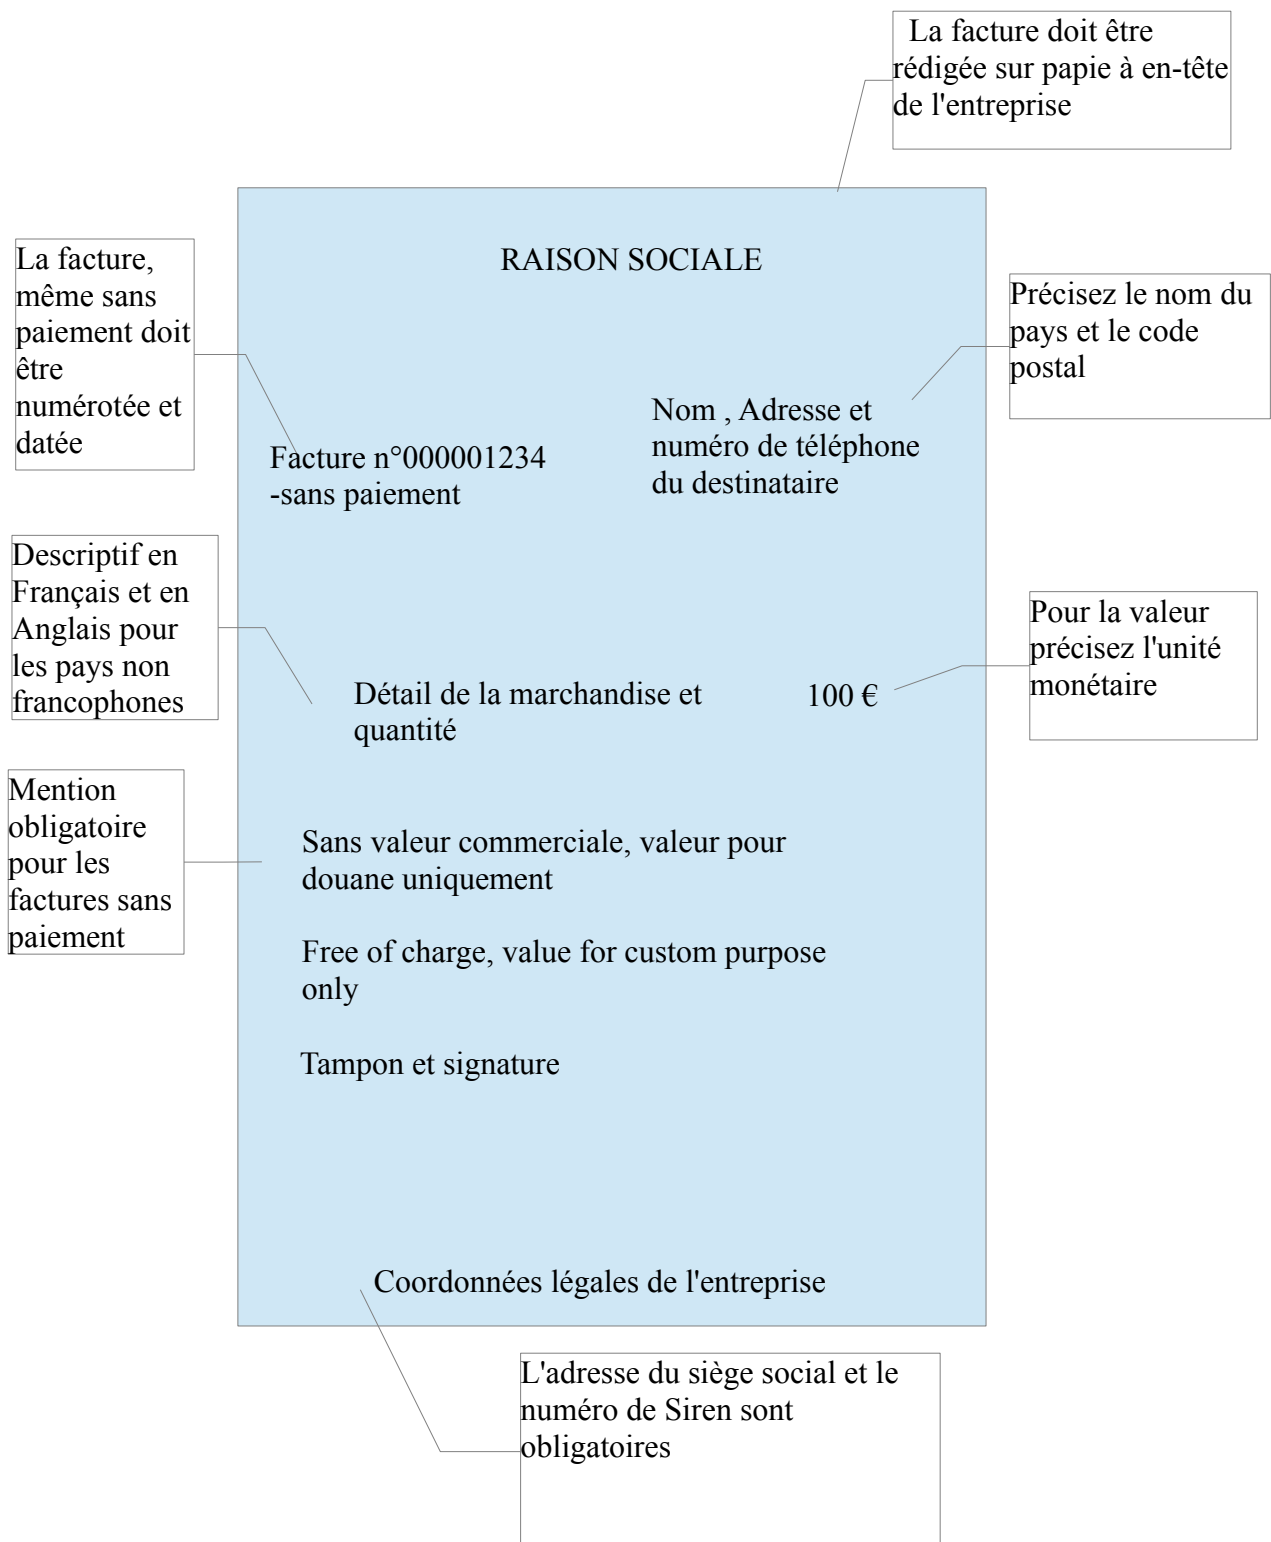 La facture doit être
rédigée sur papie à en-tête
de l'entreprise
RAISON SOCIALE
La facture,
même sans
paiement doit
être
numérotée et
datée
Précisez le nom du
pays et le code
postal
Nom , Adresse et
numéro de téléphone
du destinataire
Facture n°000001234
-sans paiement
Descriptif en
Français et en
Anglais pour
les pays non
francophones
Pour la valeur
précisez l'unité
monétaire
Détail de la marchandise et
quantité
100 €
Mention
obligatoire
pour les
factures sans
paiement
Sans valeur commerciale, valeur pour
douane uniquement
Free of charge, value for custom purpose
only
Tampon et signature
Coordonnées légales de l'entreprise
L'adresse du siège social et le
numéro de Siren sont
obligatoires